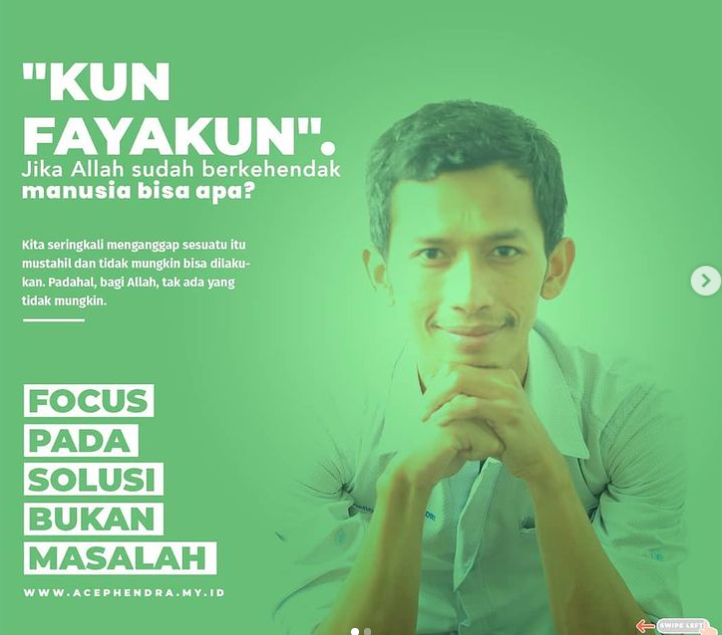 "KUN
FAYAKUN".
Jika Allah sudah berkehendak
manusia bisa apa?
Kita seringkali menganggap sesuatu itu
mustahil dan tidak mungkin bisa dilaku-
kan. Padahal, bagi Allah, tak ada yang
tidak mungkin.
FOCUS
PADA
SOLUSI
BUKAN
MASALAH
WWW.ACEPHENDRA.MY.ID
SWIPE LEFT